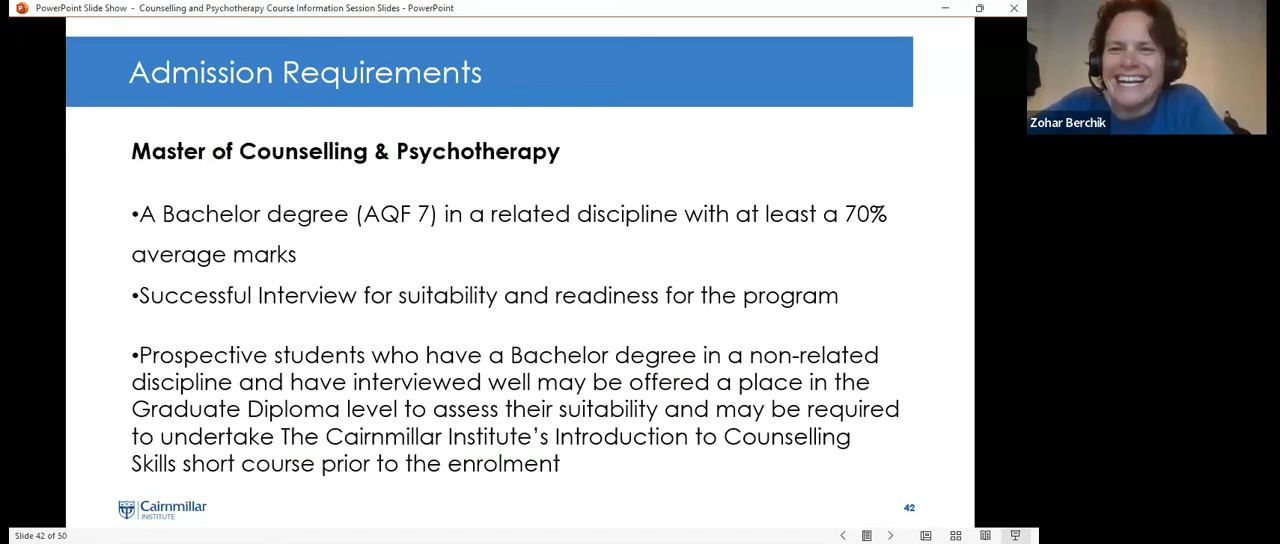 PowerPoint Slide Show - Counselling and Psychotherapy Course Information Session Slides - PowerPoint
Admission Requirements
Zohar Berchik
Master of Counselling & Psychotherapy
•A Bachelor degree (AQF 7) in a related discipline with at least a 70%
average marks
•Successful Interview for suitability and readiness for the program
•Prospective students who have a Bachelor degree in a non-related
discipline and have interviewed well may be offered a place in the
Graduate Diploma level to assess their suitability and may be required
to undertake The Cairnmillar Institute’s Introduction to Counselling
Skills short course prior to the enrolment
Cairnmillar
INSTITUTE
42
Slide 42 of 50